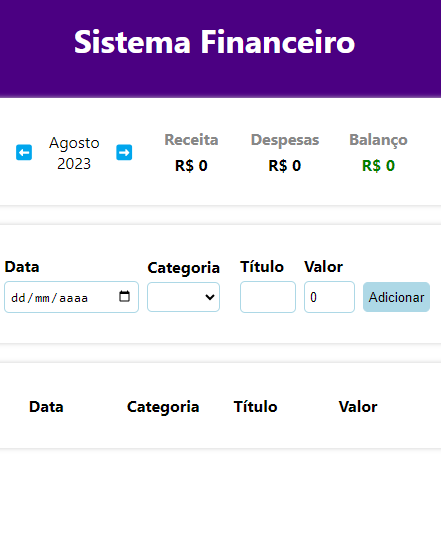 Sistema Financeiro
Agosto
2023
Receita
R$ 0
Despesas
R$ 0
Balanço
R$ 0
Data Categoria Título Valor
dd/mm/aaaa 0 Adicionar
Data Categoria Título Valor